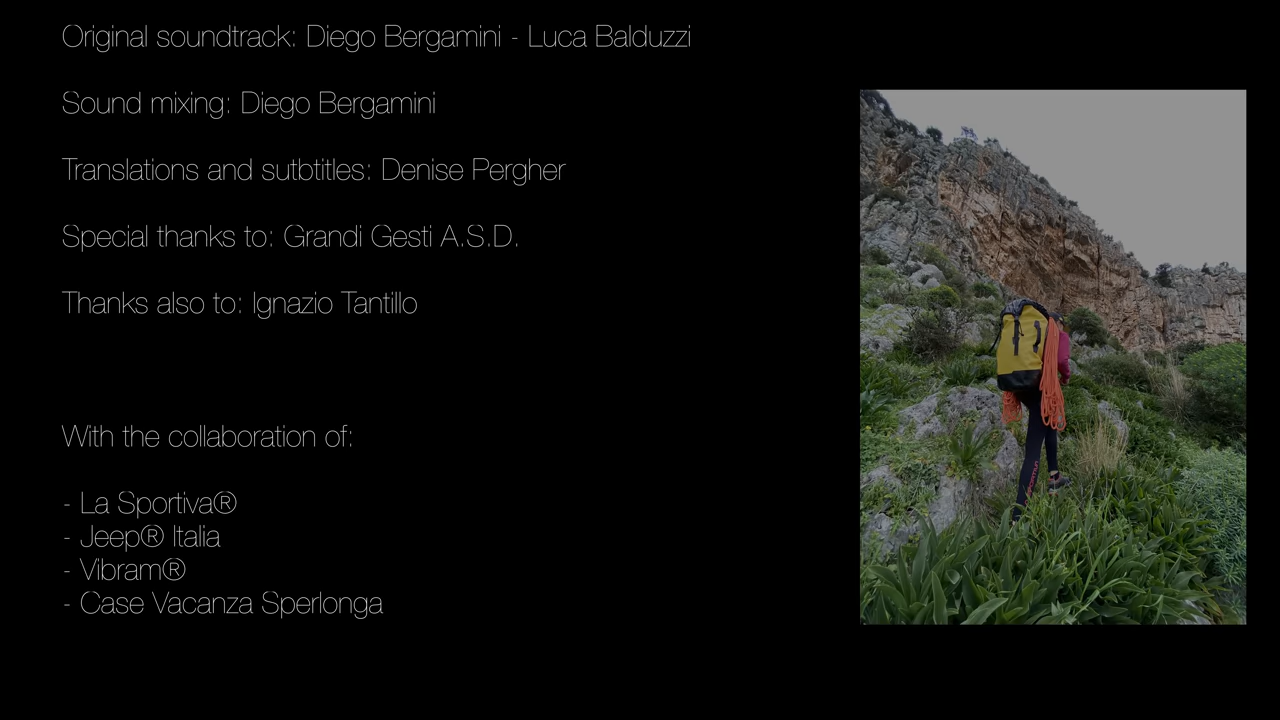 Original soundtrack: Diego Bergamini - Luca Balduzzi
Sound mixing: Diego Bergamini
Translations and sutbtitles: Denise Pergher
Special thanks to: Grandi Gesti A.S.D.
Thanks also to: Ignazio Tantillo
With the collaboration of:
- La Sportiva®
- Jeep® Italia
- Vibram®
- Case Vacanza Sperlonga